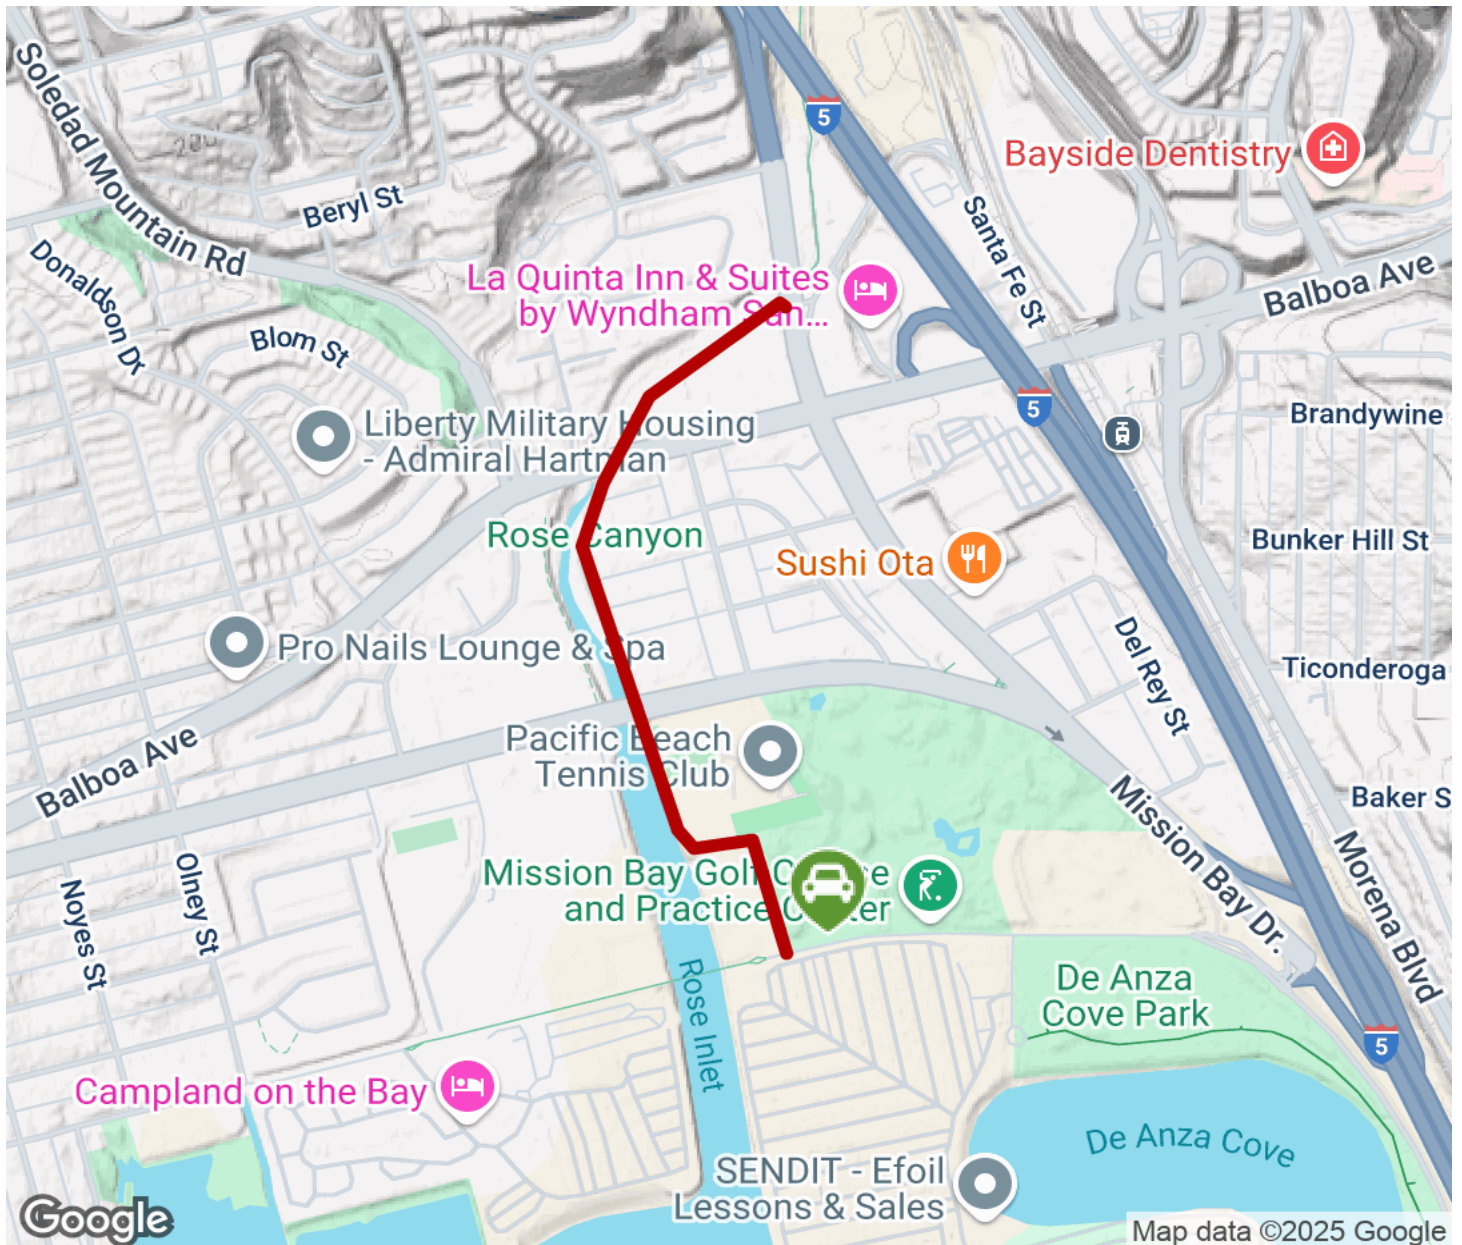 5
Bayside Dentistry
Soledad Mountain Rd
Beryl St
Santa Fe St
Donaldson Dr
La Quinta Inn & Suites
by Wyndham San...
Balboa Ave
Blom St
5
Brandywine
Liberty Military Housing
- Admiral Hartman
Rose Canyon
Sushi Ota
Bunker Hill St
Pro Nails Lounge & Spa
Del Rey St
Ticonderoga
Pacific Beach
Tennis Club
Balboa Ave
Mission Bay Dr.
Baker S
Morena Blvd
Olney St
Noyes St
Mission Bay Golf Course
and Practice Center
Rose Inlet
De Anza
Cove Park
5
Campland on the Bay
De Anza Cove
SENDIT - Efoil
Lessons & Sales
Google
Map data ©2025 Google